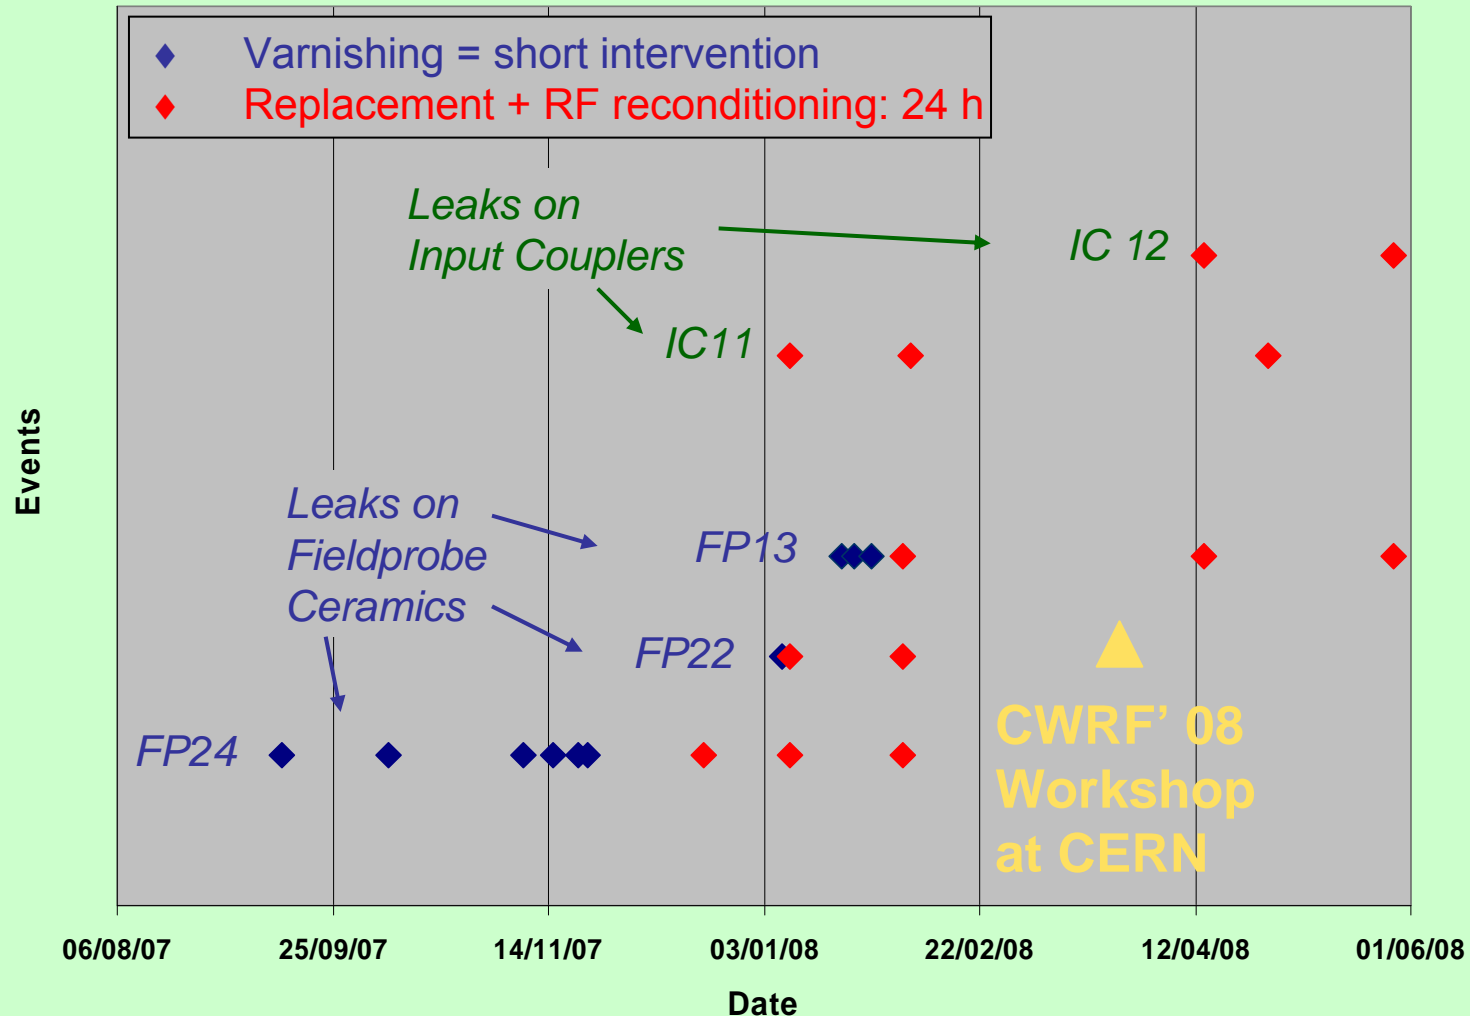 Varnishing = short intervention
Replacement + RF reconditioning: 24 h
Leaks on
Input Couplers
IC 12
IC11
Leaks on
Fieldprobe
Ceramics
FP13
FP22
FP24
CWRF' 08
Workshop
at CERN
Events
06/08/07 25/09/07 14/11/07 03/01/08 22/02/08 12/04/08 01/06/08
Date